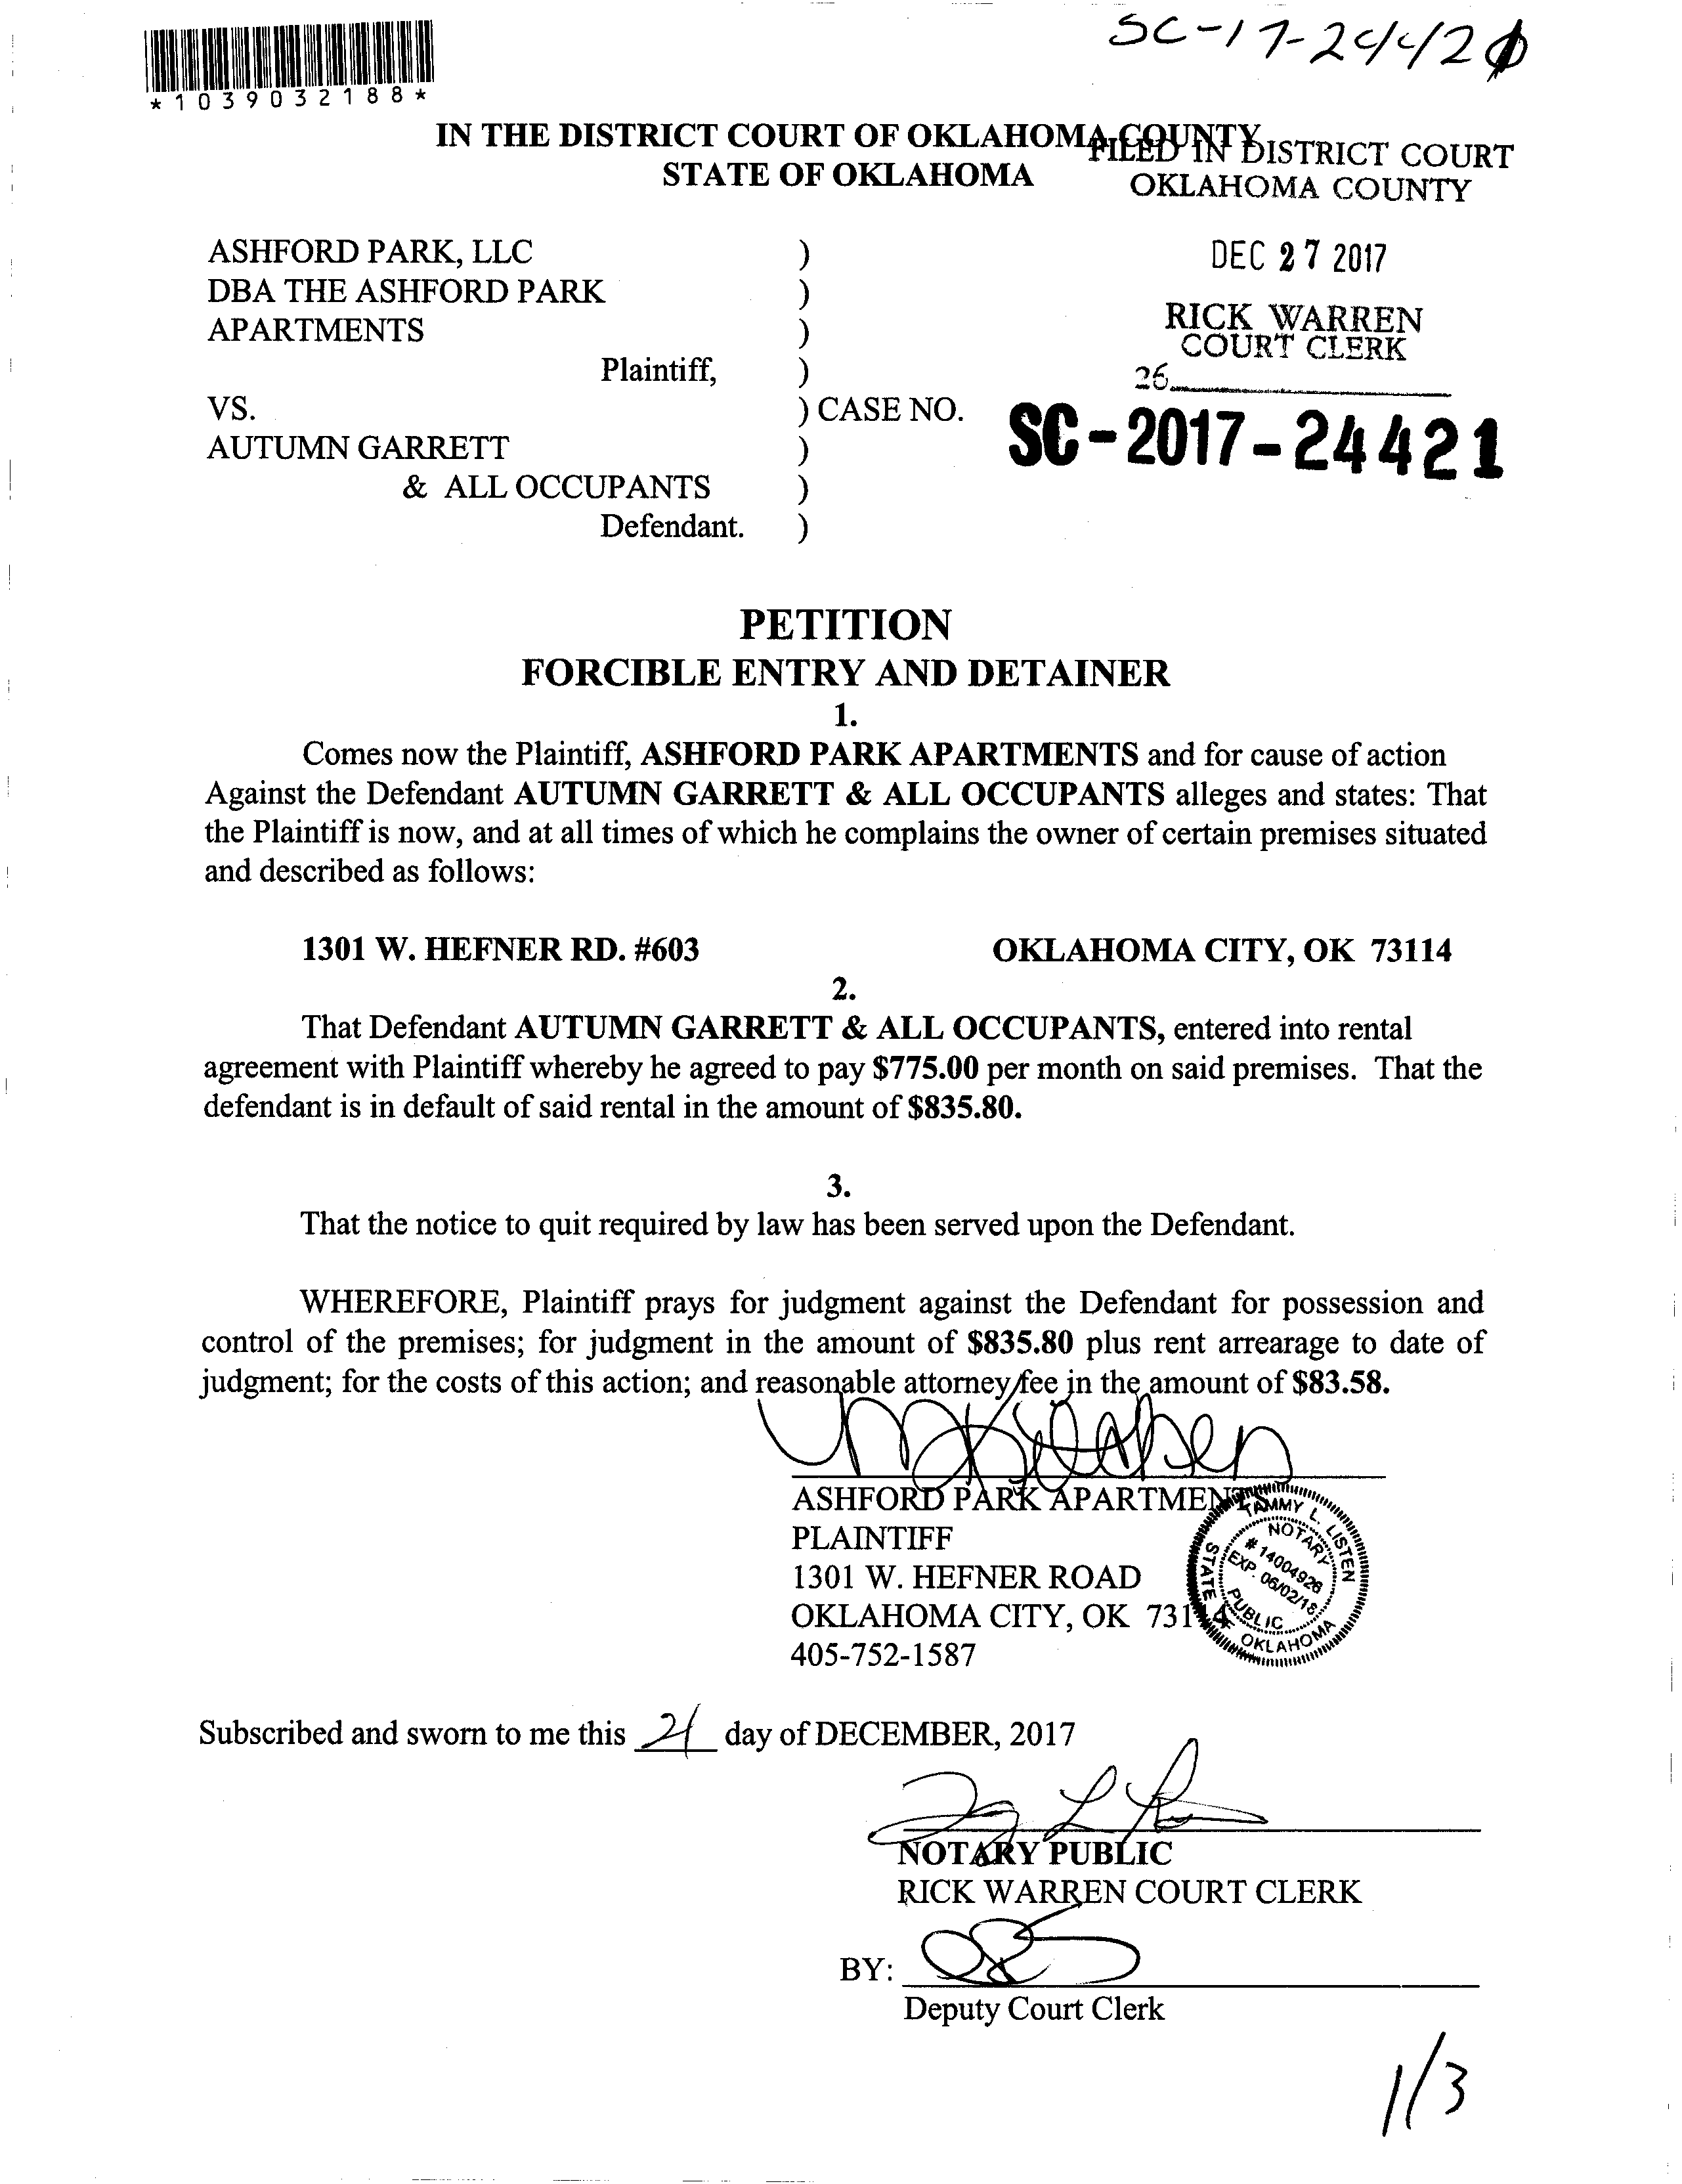 SC-17-2442
*1039032188*
IN THE DISTRICT COURT OF OKLAHOMA COUNTY
STATE OF OKLAHOMA
FILED IN DISTRICT COURT
OKLAHOMA COUNTY
DEC 27 2017
RICK WARREN
COURT CLERK
26
ASHFORD PARK, LLC )
DBA THE ASHFORD PARK )
APARTMENTS )
Plaintiff, )
VS. ) CASE NO. SC-2017-24421
AUTUMN GARRETT )
& ALL OCCUPANTS )
Defendant. )
PETITION
FORCIBLE ENTRY AND DETAINER
1.
Comes now the Plaintiff, ASHFORD PARK APARTMENTS and for cause of action
Against the Defendant AUTUMN GARRETT & ALL OCCUPANTS alleges and states: That
the Plaintiff is now, and at all times of which he complains the owner of certain premises situated
and described as follows:
1301 W. HEFNER RD. #603 OKLAHOMA CITY, OK 73114
2.
That Defendant AUTUMN GARRETT & ALL OCCUPANTS, entered into rental
agreement with Plaintiff whereby he agreed to pay $775.00 per month on said premises. That the
defendant is in default of said rental in the amount of $835.80.
3.
That the notice to quit required by law has been served upon the Defendant.
WHEREFORE, Plaintiff prays for judgment against the Defendant for possession and
control of the premises; for judgment in the amount of $835.80 plus rent arrearage to date of
judgment; for the costs of this action; and reasonable attorney fee in the amount of $83.58.
ASHFORD PARK APARTMENTS
PLAINTIFF
1301 W. HEFNER ROAD
OKLAHOMA CITY, OK 73114
405-752-1587
TAMMY L. LISTEN
NOTARY
# 14004926
EXP. 06/02/18
PUBLIC
STATE OF OKLAHOMA
Subscribed and sworn to me this 21 day of DECEMBER, 2017
NOTARY PUBLIC
RICK WARREN COURT CLERK
BY:
Deputy Court Clerk
1/3